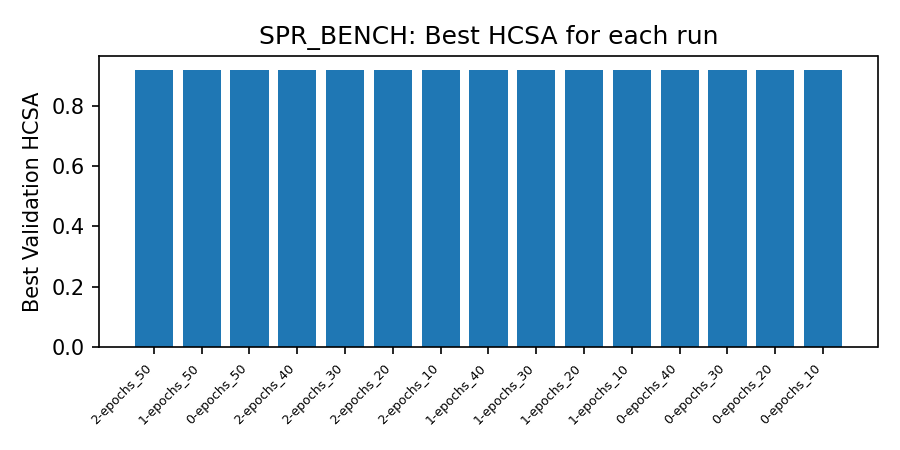 SPR_BENCH: Best HCSA for each run
Best Validation HCSA
0.8
0.6
0.4
0.2
0.0
2-epochs_50
1-epochs_50
0-epochs_50
2-epochs_40
2-epochs_30
2-epochs_20
2-epochs_10
1-epochs_40
1-epochs_30
1-epochs_20
1-epochs_10
0-epochs_40
0-epochs_30
0-epochs_20
0-epochs_10